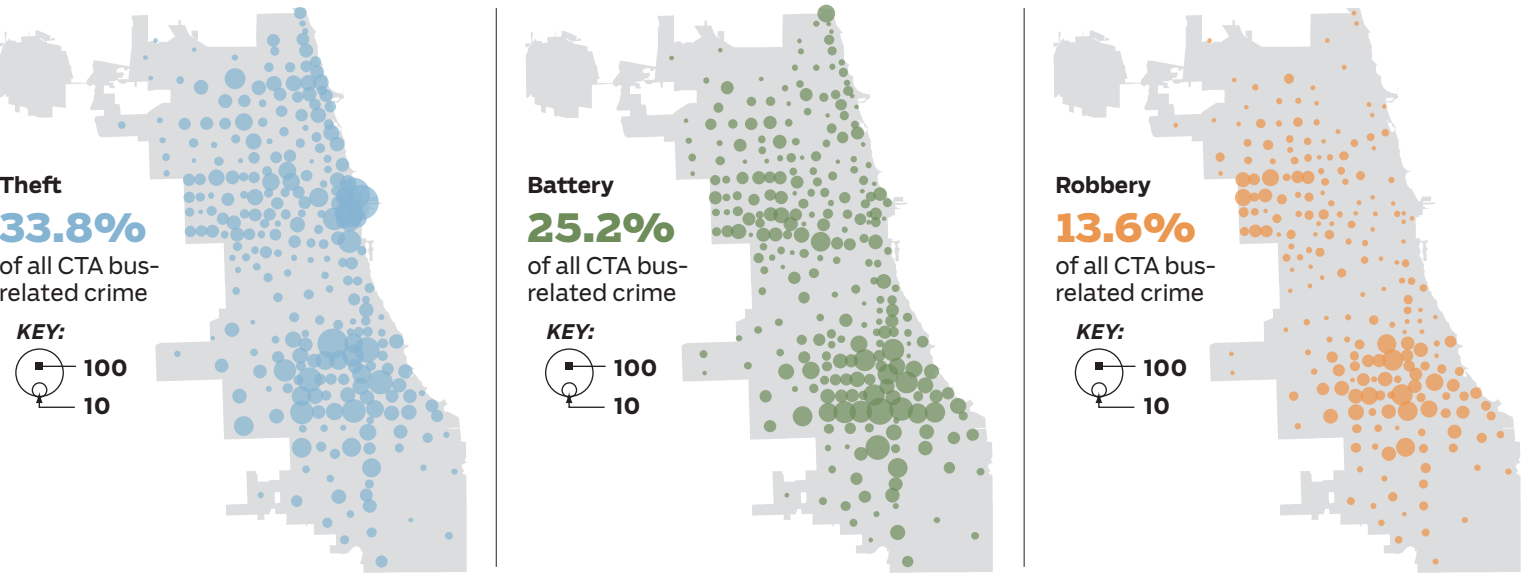 Theft
33.8%
of all CTA bus-
related crime
KEY:
100
10
Battery
25.2%
of all CTA bus-
related crime
KEY:
100
10
Robbery
13.6%
of all CTA bus-
related crime
KEY:
100
10